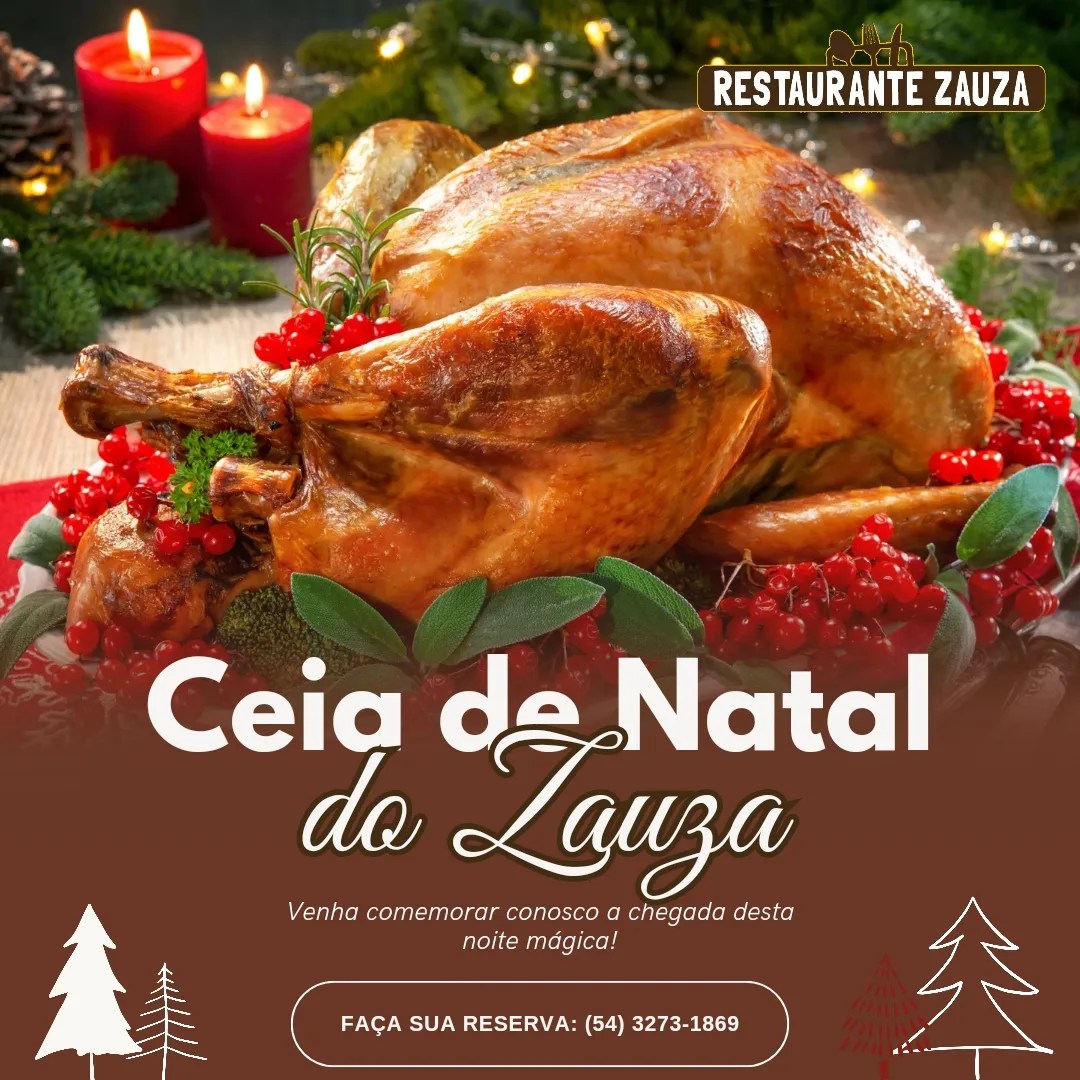 RESTAURANTE ZAUZA
Ceia de Natal
do Zauza
Venha comemorar conosco a chegada desta
noite mágica!
FAÇA SUA RESERVA: (54) 3273-1869